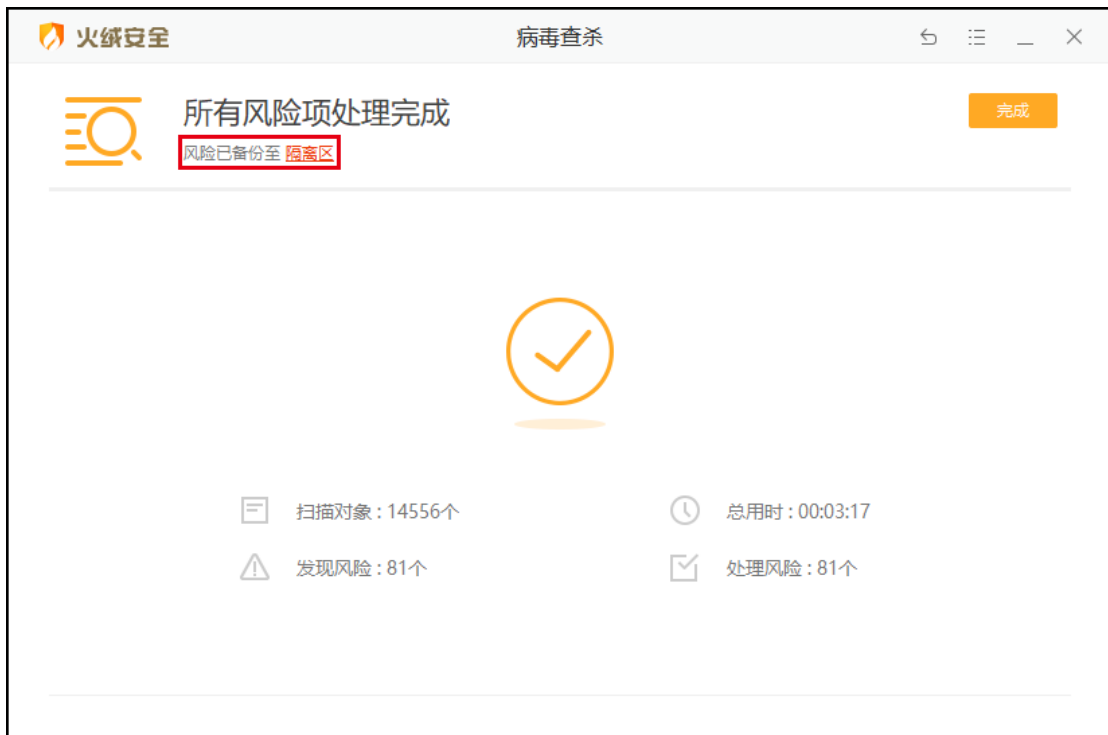 火绒安全
病毒查杀
所有风险项处理完成
完成
风险已备份至 隔离区
扫描对象 : 14556个
总用时 : 00:03:17
发现风险 : 81个
处理风险 : 81个